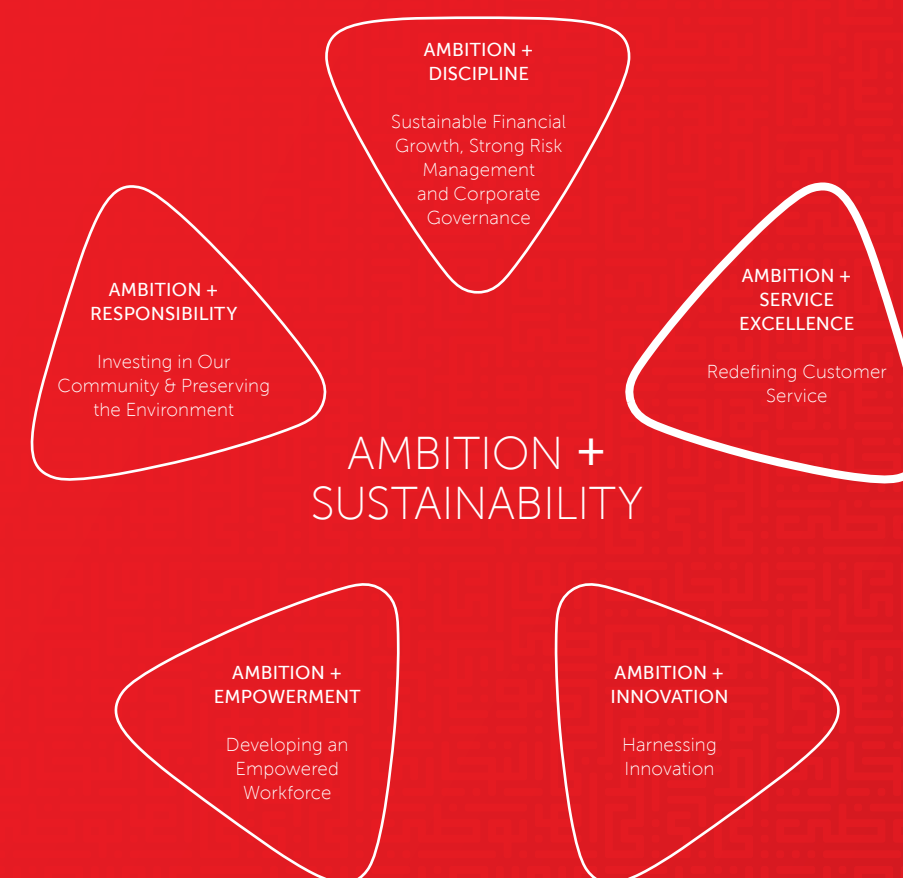 AMBITION +
DISCIPLINE
Sustainable Financial
Growth, Strong Risk
Management
and Corporate
Governance
AMBITION +
RESPONSIBILITY
Investing in Our
Community & Preserving
the Environment
AMBITION +
SERVICE
EXCELLENCE
Redefining Customer
Service
AMBITION +
SUSTAINABILITY
AMBITION +
EMPOWERMENT
Developing an
Empowered
Workforce
AMBITION +
INNOVATION
Harnessing
Innovation